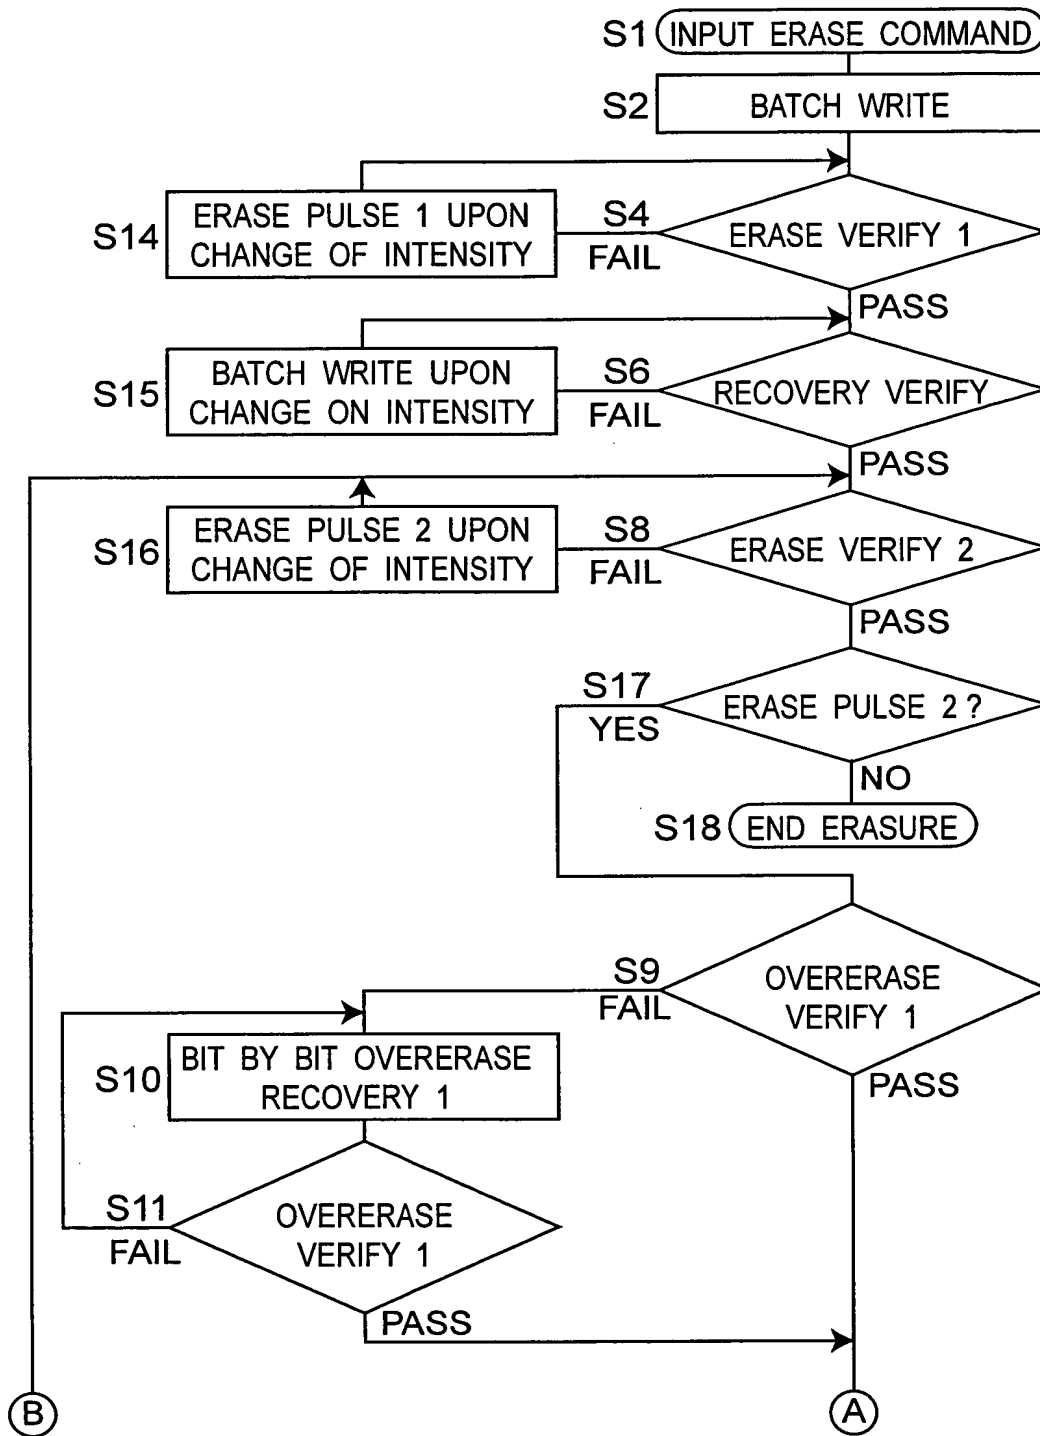 S1 INPUT ERASE COMMAND
S2 BATCH WRITE
S14 ERASE PULSE 1 UPON
CHANGE OF INTENSITY
S4
FAIL
ERASE VERIFY 1
PASS
S15 BATCH WRITE UPON
CHANGE ON INTENSITY
S6
FAIL
RECOVERY VERIFY
PASS
S16 ERASE PULSE 2 UPON
CHANGE OF INTENSITY
S8
FAIL
ERASE VERIFY 2
PASS
S17
YES
ERASE PULSE 2?
NO
S18 END ERASURE
S9
FAIL
OVERERASE
VERIFY 1
PASS
S10 BIT BY BIT OVERERASE
RECOVERY 1
S11
FAIL
OVERERASE
VERIFY 1
PASS
B
A